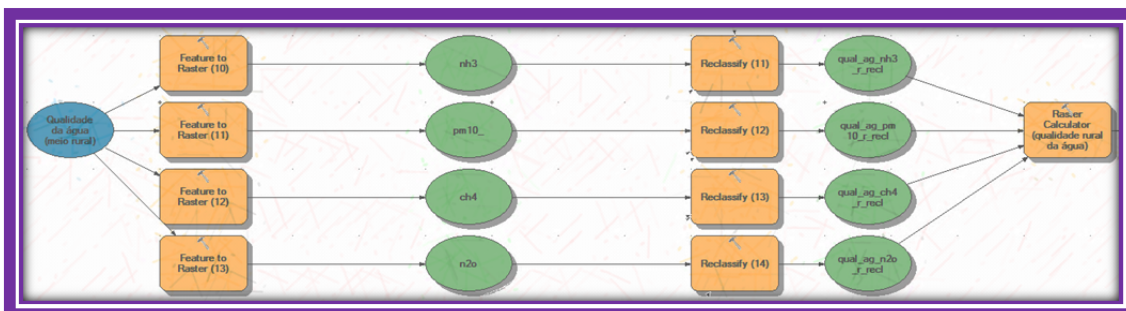 Qualidade
da água
(meio rural)
Feature to
Raster (10)
nh3
Reclassify (11)
qual_ag_nh3
_r_recl
Feature to
Raster (11)
pm10_
Reclassify (12)
qual_ag_pm
10_r_recl
Feature to
Raster (12)
ch4
Reclassify (13)
qual_ag_ch4
_r_recl
Feature to
Raster (13)
n2o
Reclassify (14)
qual_ag_n2o
_r_recl
Ras.er
Calculator
(qualidade rural
da água)